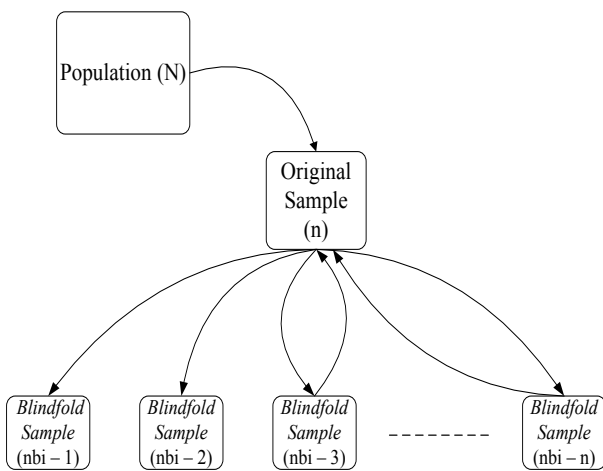 Population (N)
Original
Sample
(n)
Blindfold
Sample
(nbi – 1)
Blindfold
Sample
(nbi – 2)
Blindfold
Sample
(nbi – 3)
Blindfold
Sample
(nbi – n)